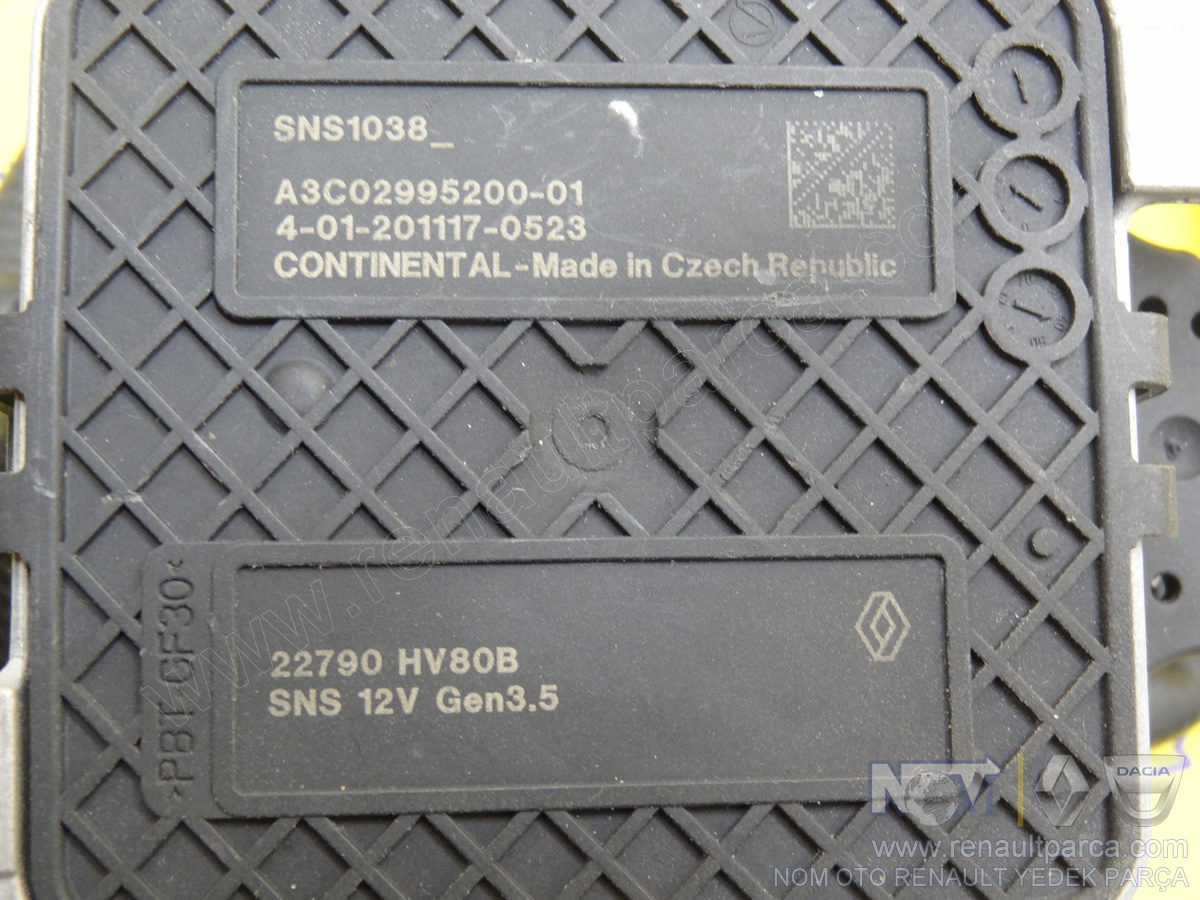 SNS1038_
A3C02995200-01
4-01-201117-0523
CONTINENTAL-Made in Czech Republic
www.renaultparca.com
>PBT GF30<
22790 HV80B
SNS 12V Gen3.5
DACIA
www.renaultparca.com
NOM OTO RENAULT YEDEK PARÇA